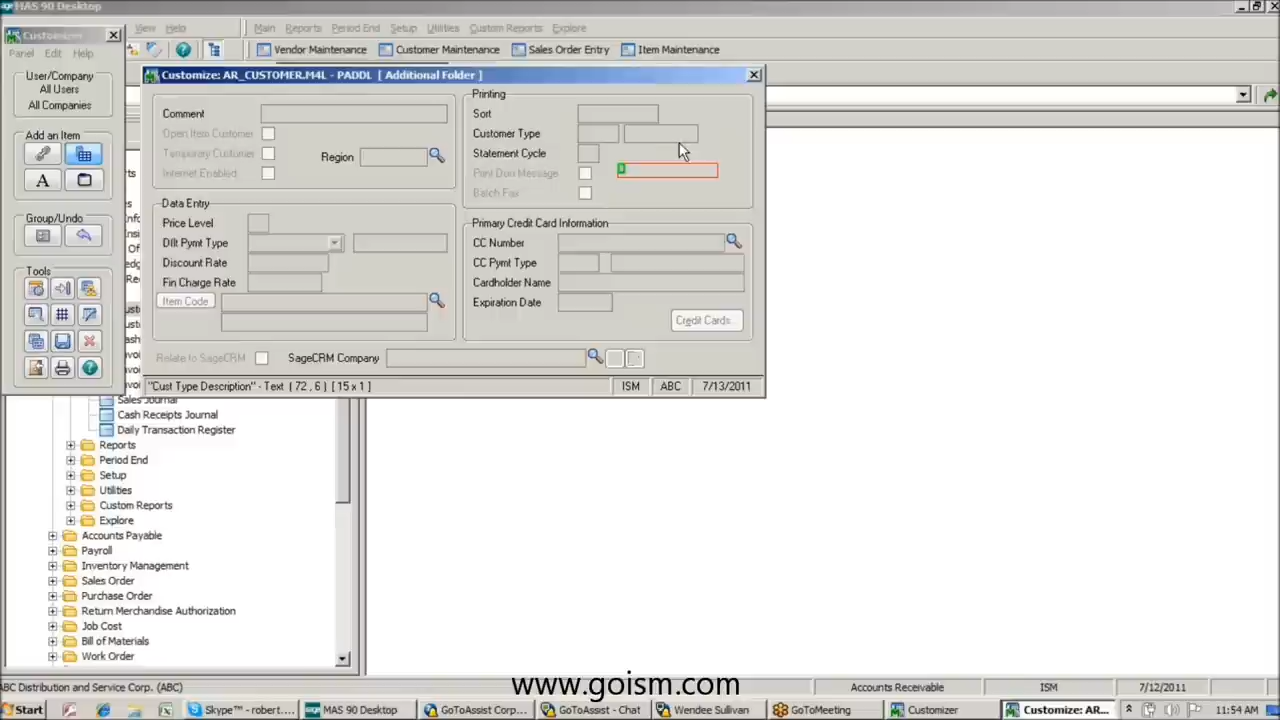 MAS 90 Desktop
View Help Main Reports Period End Setup Utilities Custom Reports Explore
Vendor Maintenance Customer Maintenance Sales Order Entry Item Maintenance
Customizer
Panel Edit Help
User/Company
All Users
All Companies
Add an Item
A
Group/Undo
Tools
Customize: AR_CUSTOMER.M4L - PADDL [ Additional Folder ]
Comment
Open Item Customer
Temporary Customer
Region
Internet Enabled
Printing
Sort
Customer Type
Statement Cycle
Print Dun Message
Batch Fax
Data Entry
Price Level
Dflt Pymt Type
Discount Rate
Fin Charge Rate
Item Code
Primary Credit Card Information
CC Number
CC Pymt Type
Cardholder Name
Expiration Date
Credit Cards
Relate to SageCRM
SageCRM Company
"Cust Type Description" - Text ( 72 , 6 ) [ 15 x 1 ] ISM ABC 7/13/2011
Sales Journal
Cash Receipts Journal
Daily Transaction Register
Reports
Period End
Setup
Utilities
Custom Reports
Explore
Accounts Payable
Payroll
Inventory Management
Sales Order
Purchase Order
Return Merchandise Authorization
Job Cost
Bill of Materials
Work Order
ABC Distribution and Service Corp. (ABC) Accounts Receivable ISM 7/12/2011
www.goism.com
Start Skype™ - robert.... MAS 90 Desktop GoToAssist Corp... GoToAssist - Chat Wendee Sullivan GoToMeeting Customizer Customize: AR... 11:54 AM